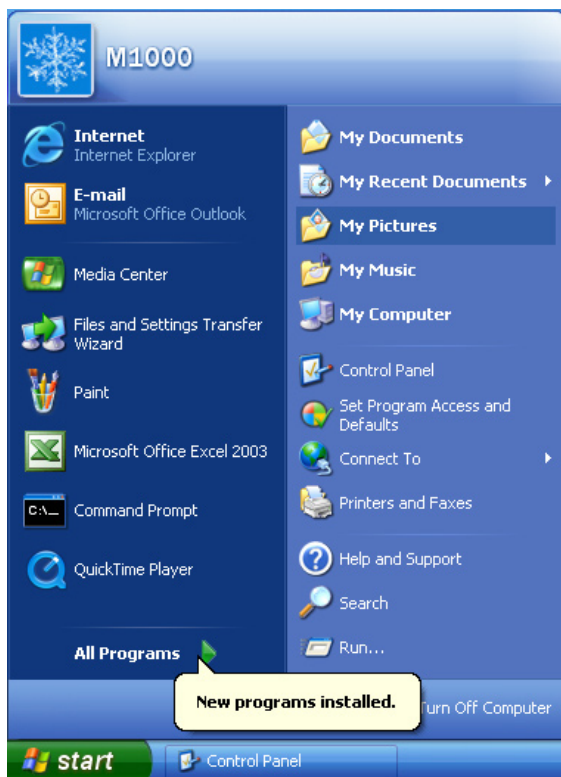 M1000
Internet
Internet Explorer
E-mail
Microsoft Office Outlook
Media Center
Files and Settings Transfer
Wizard
Paint
Microsoft Office Excel 2003
C:\_
Command Prompt
QuickTime Player
All Programs
My Documents
My Recent Documents
My Pictures
My Music
My Computer
Control Panel
Set Program Access and
Defaults
Connect To
Printers and Faxes
Help and Support
Search
Run...
New programs installed.
Turn Off Computer
start
Control Panel